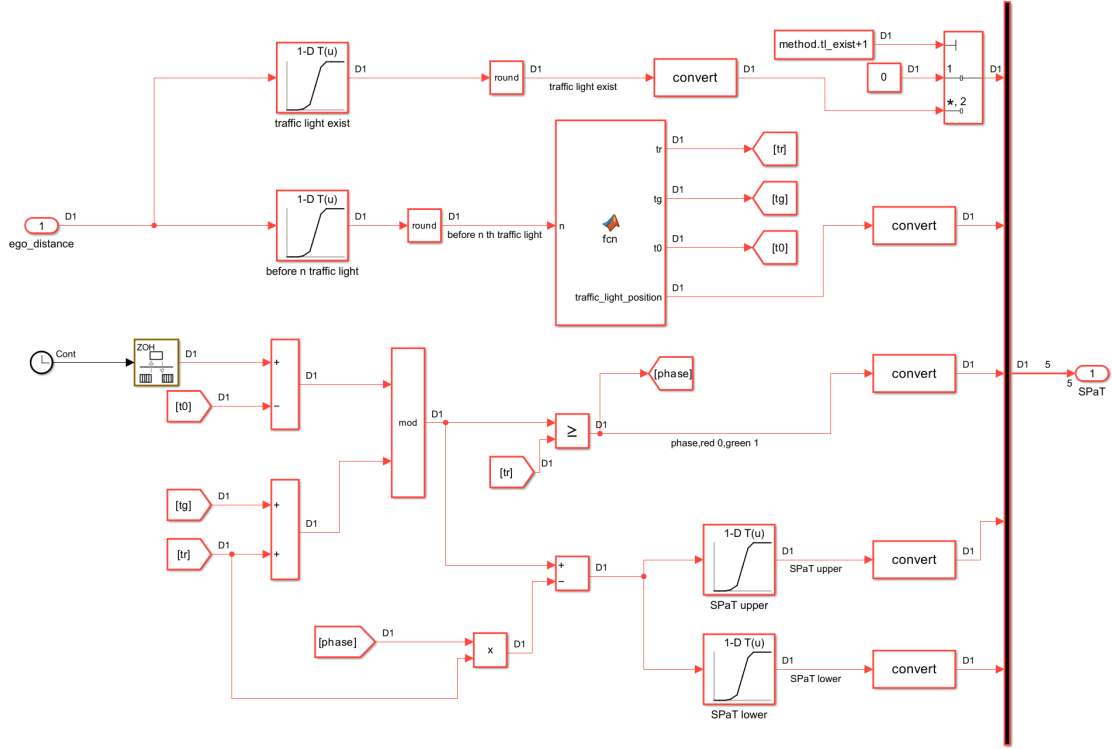 method.tl_exist+1
D1
1-D T(u)
D1
round
D1
traffic light exist
convert
D1
0
D1
1
D1
*, 2
traffic light exist
tr
D1
[tr]
tg
D1
[tg]
1
D1
ego_distance
1-D T(u)
D1
before n traffic light
round
D1
before n th traffic light
n
fcn
t0
D1
[t0]
traffic_light_position
D1
convert
D1
Cont
ZOH
D1
+
[t0]
D1
−
D1
mod
D1
≥
D1
[phase]
phase,red 0,green 1
convert
D1
[tr]
D1
D1
5
5
1
SPaT
[tg]
D1
+
[tr]
D1
+
D1
+
−
D1
[phase]
D1
x
D1
1-D T(u)
D1
SPaT upper
SPaT upper
convert
D1
1-D T(u)
D1
SPaT lower
SPaT lower
convert
D1